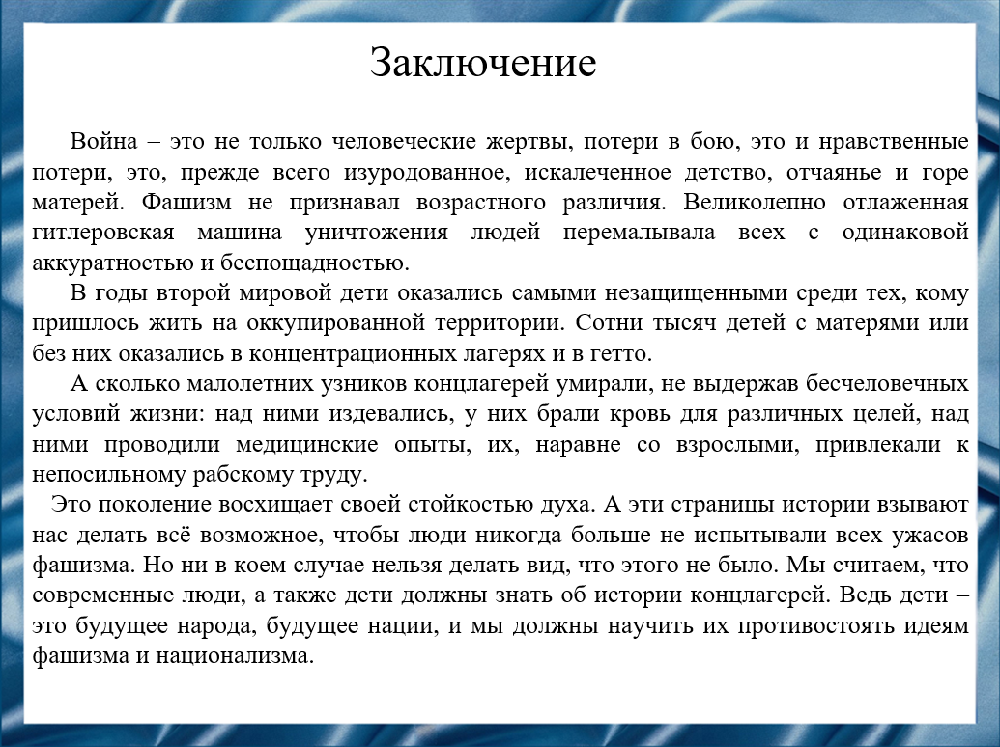 Заключение
Война – это не только человеческие жертвы, потери в бою, это и нравственные
потери, это, прежде всего изуродованное, искалеченное детство, отчаянье и горе
матерей. Фашизм не признавал возрастного различия. Великолепно отлаженная
гитлеровская машина уничтожения людей перемалывала всех с одинаковой
аккуратностью и беспощадностью.
В годы второй мировой дети оказались самыми незащищенными среди тех, кому
пришлось жить на оккупированной территории. Сотни тысяч детей с матерями или
без них оказались в концентрационных лагерях и в гетто.
А сколько малолетних узников концлагерей умирали, не выдержав бесчеловечных
условий жизни: над ними издевались, у них брали кровь для различных целей, над
ними проводили медицинские опыты, их, наравне со взрослыми, привлекали к
непосильному рабскому труду.
Это поколение восхищает своей стойкостью духа. А эти страницы истории взывают
нас делать всё возможное, чтобы люди никогда больше не испытывали всех ужасов
фашизма. Но ни в коем случае нельзя делать вид, что этого не было. Мы считаем, что
современные люди, а также дети должны знать об истории концлагерей. Ведь дети –
это будущее народа, будущее нации, и мы должны научить их противостоять идеям
фашизма и национализма.